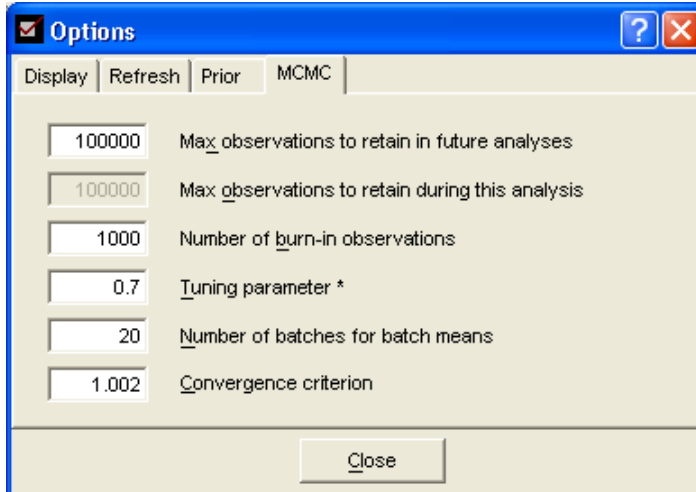 Options
Display Refresh Prior MCMC
100000 Max observations to retain in future analyses
100000 Max observations to retain during this analysis
1000 Number of burn-in observations
0.7 Tuning parameter *
20 Number of batches for batch means
1.002 Convergence criterion
Close